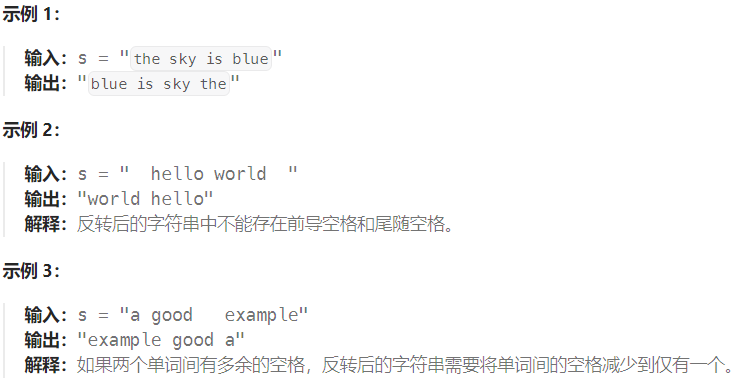 示例 1：
输入：s = "the sky is blue"
输出："blue is sky the"
示例 2：
输入：s = "  hello world  "
输出："world hello"
解释：反转后的字符串中不能存在前导空格和尾随空格。
示例 3：
输入：s = "a good   example"
输出："example good a"
解释：如果两个单词间有多余的空格，反转后的字符串需要将单词间的空格减少到仅有一个。